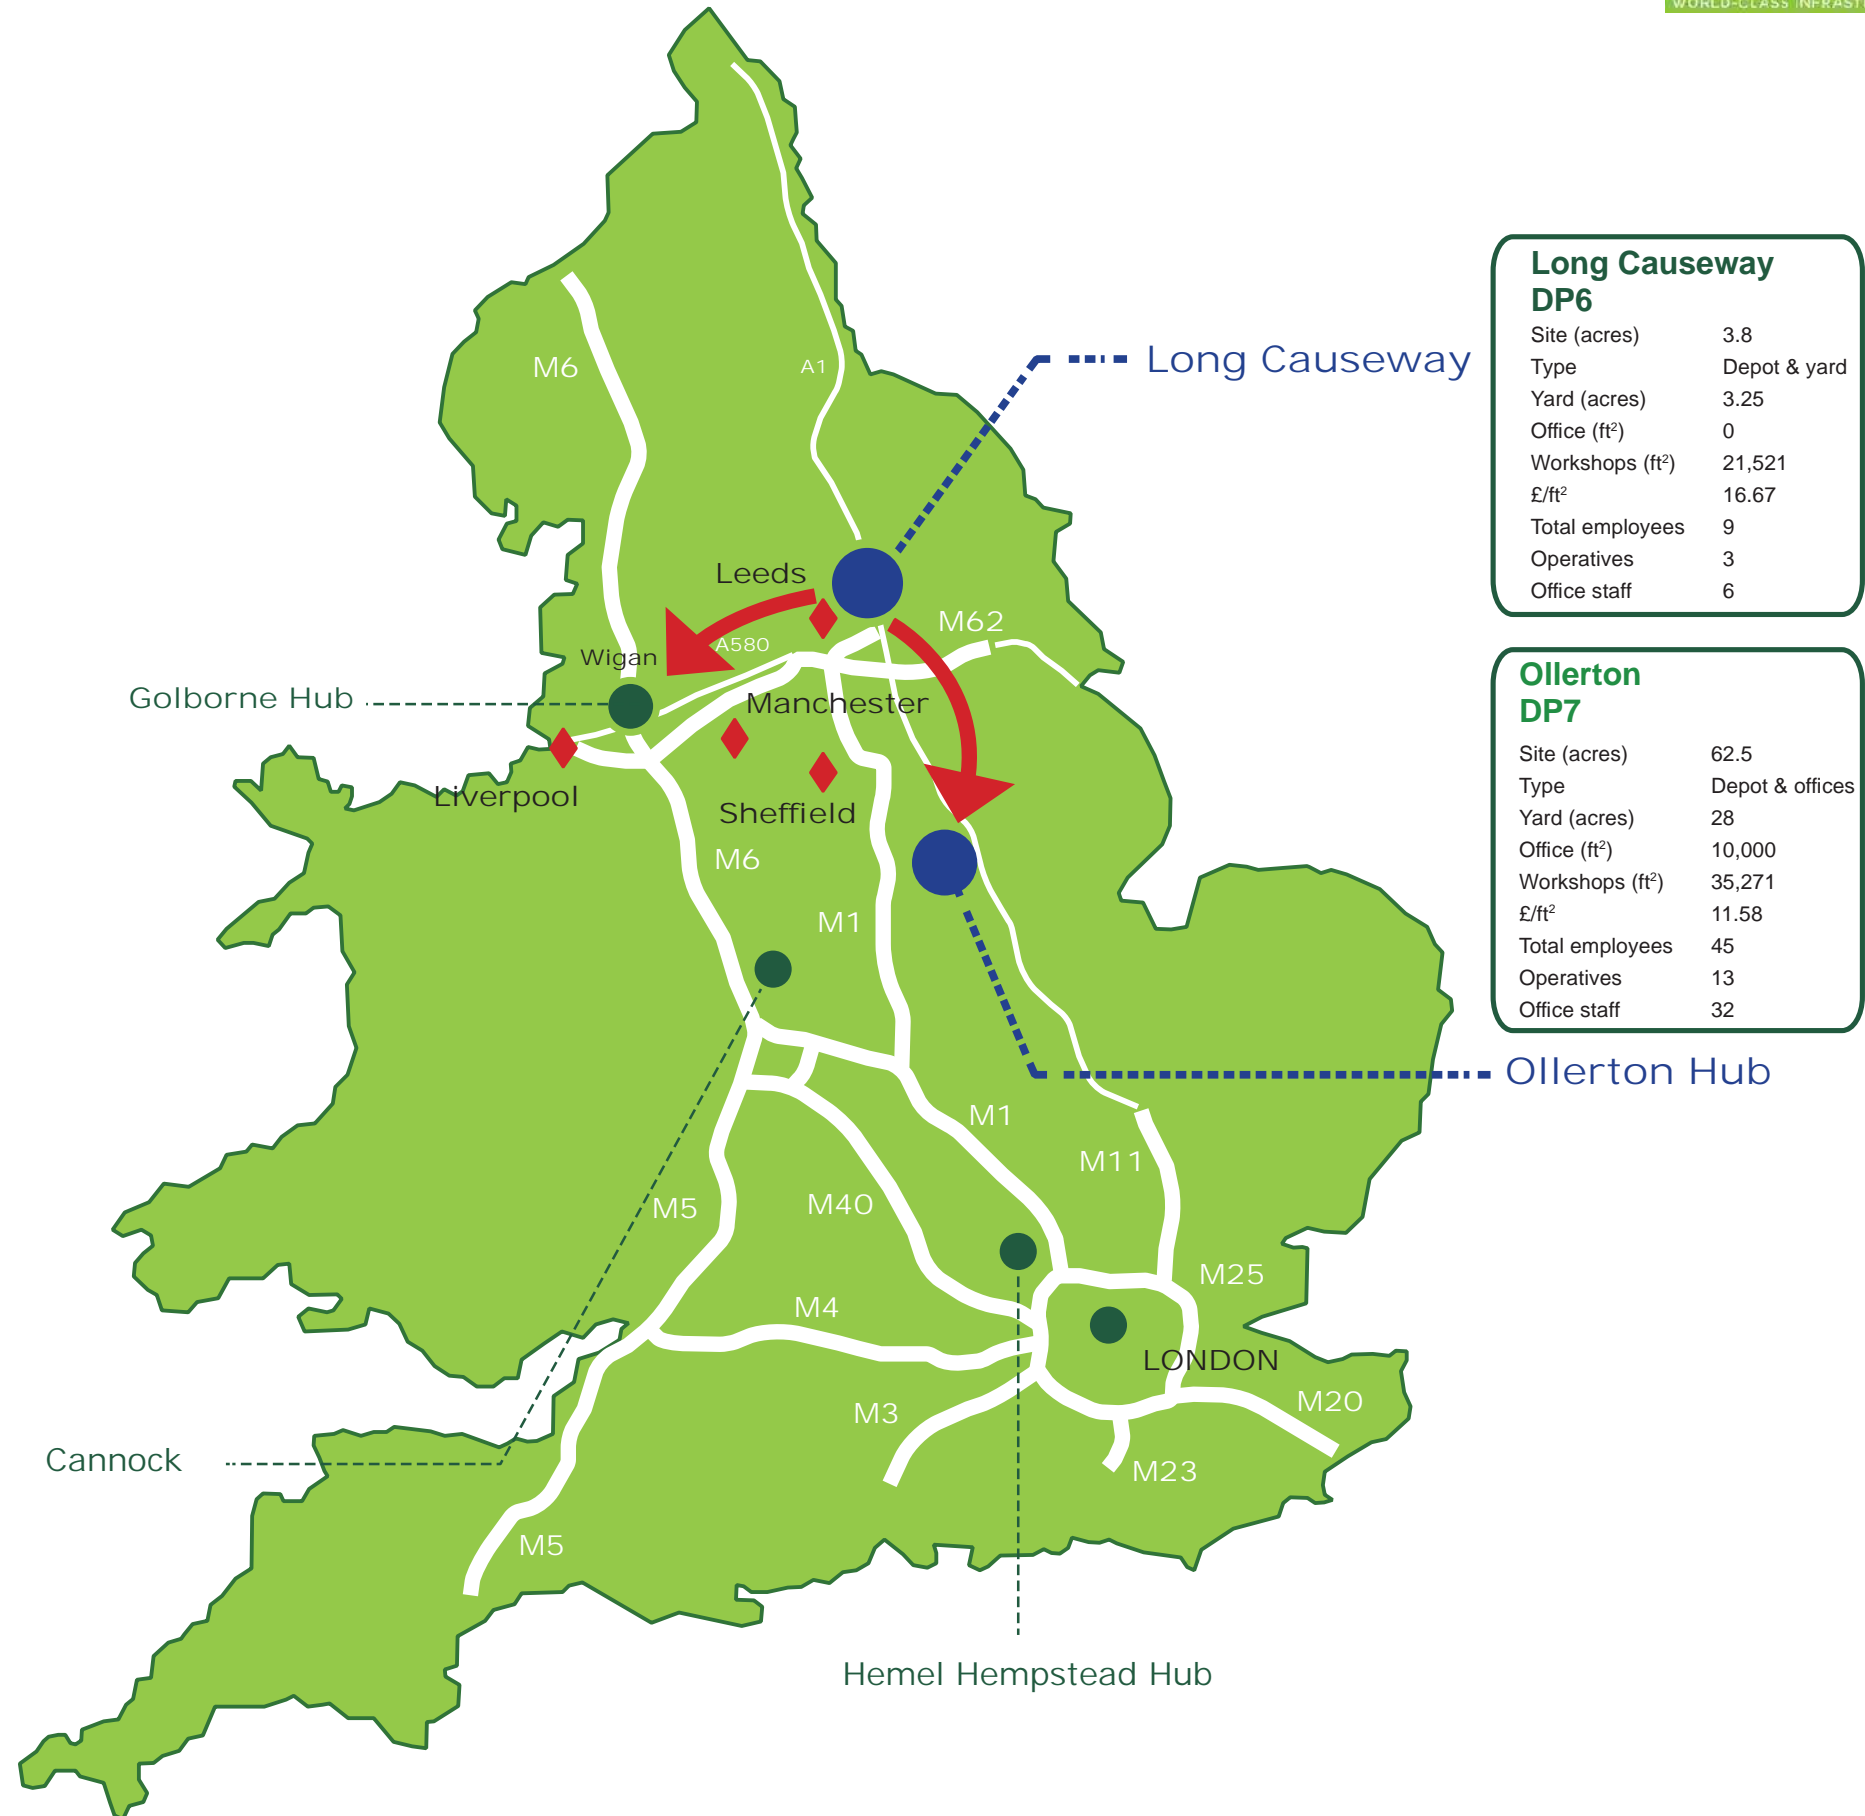 WORLD-CLASS
Long Causeway
DP6
Site (acres) 3.8
Type Depot & yard
Yard (acres) 3.25
Office (ft²) 0
Workshops (ft²) 21,521
£/ft² 16.67
Total employees 9
Operatives 3
Office staff 6
M6
A1
Long Causeway
Leeds
M62
A580
Wigan
Golborne Hub
Manchester
Liverpool
Sheffield
M6
M1
Ollerton
DP7
Site (acres) 62.5
Type Depot & offices
Yard (acres) 28
Office (ft²) 10,000
Workshops (ft²) 35,271
£/ft² 11.58
Total employees 45
Operatives 13
Office staff 32
Ollerton Hub
M1
M11
M5
M40
M25
M4
LONDON
M20
M3
M23
Cannock
M5
Hemel Hempstead Hub